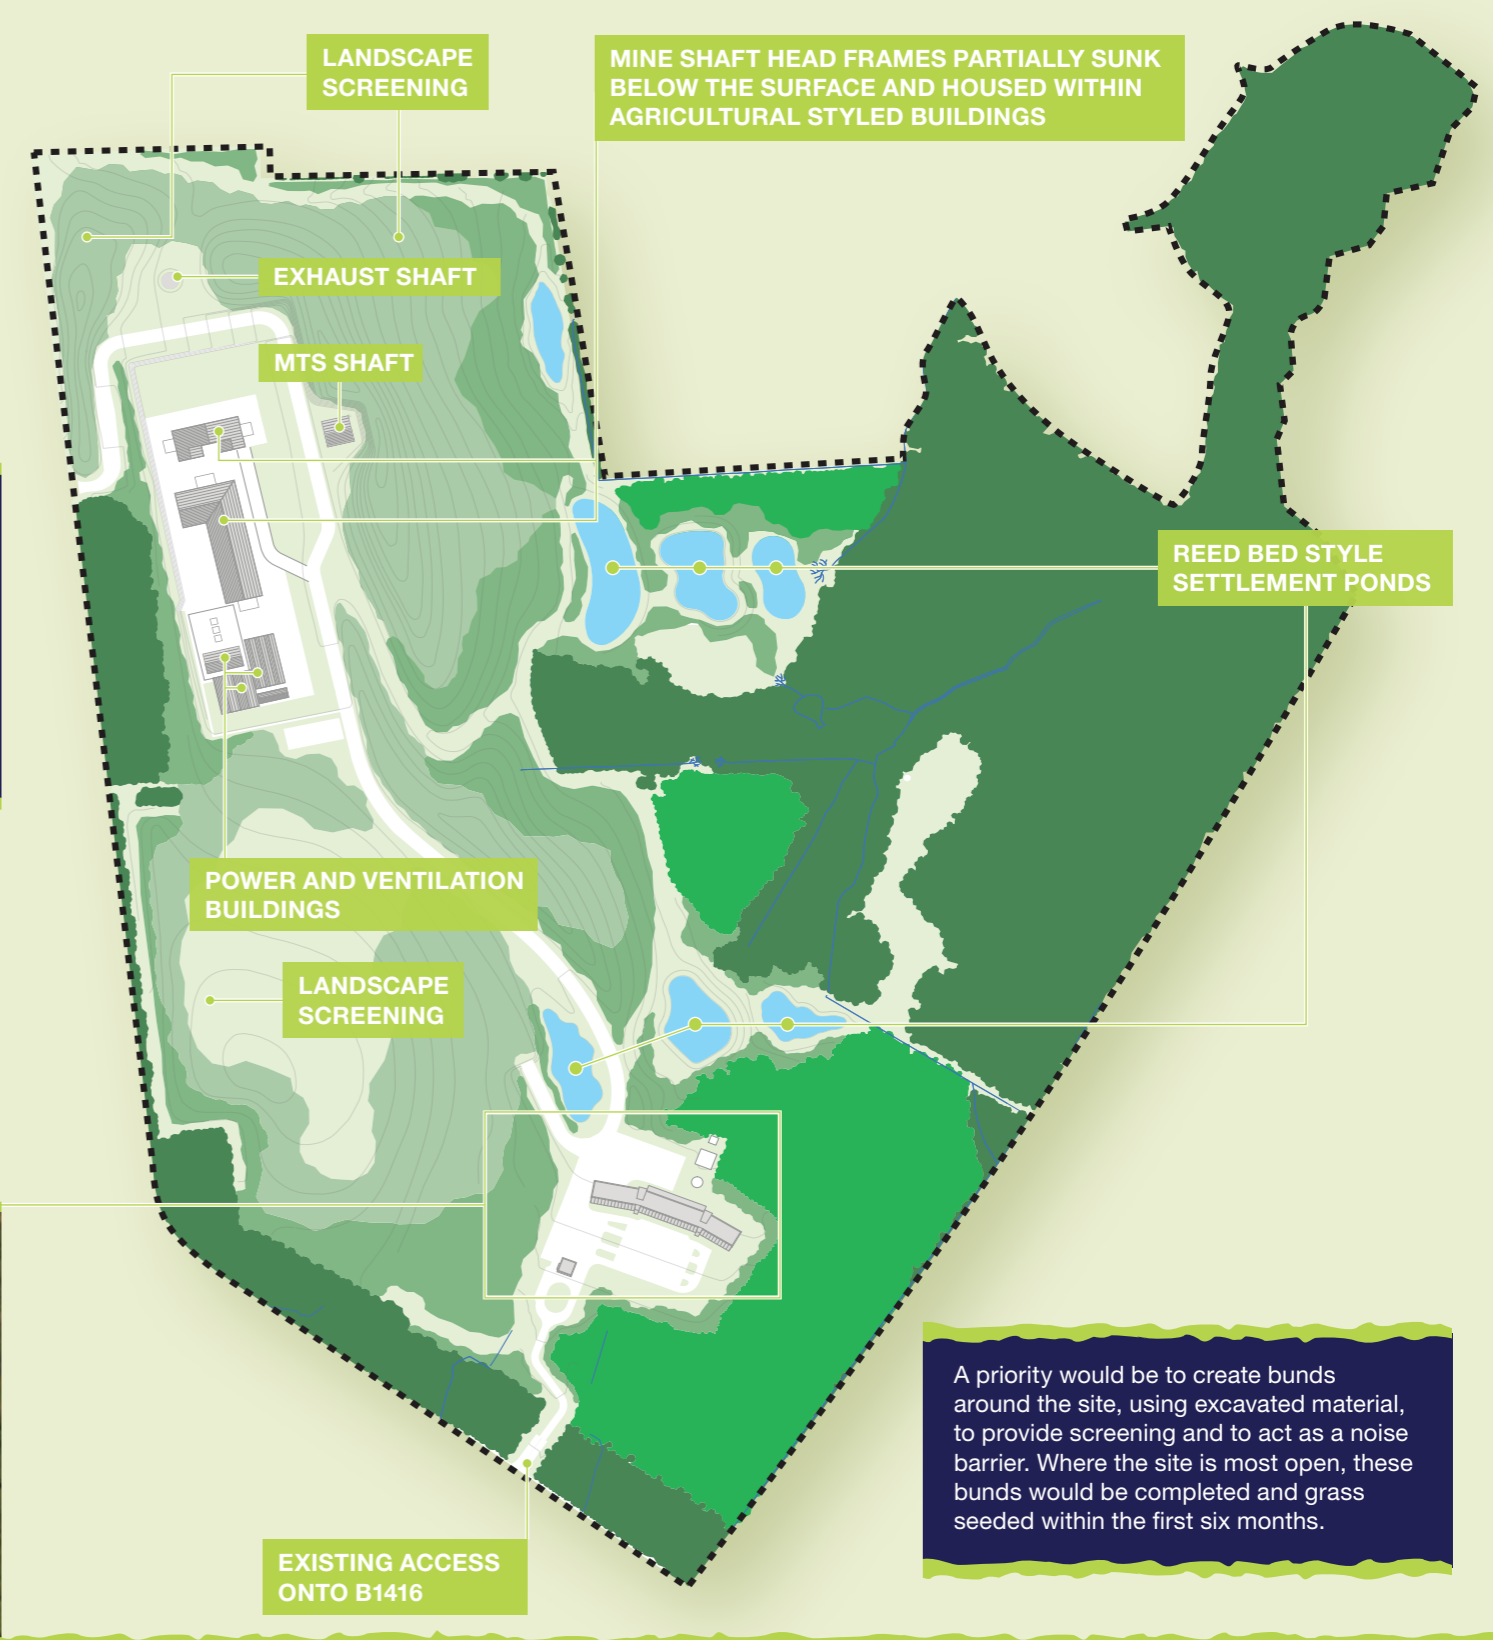 LANDSCAPE
SCREENING
MINE SHAFT HEAD FRAMES PARTIALLY SUNK
BELOW THE SURFACE AND HOUSED WITHIN
AGRICULTURAL STYLED BUILDINGS
EXHAUST SHAFT
MTS SHAFT
REED BED STYLE
SETTLEMENT PONDS
POWER AND VENTILATION
BUILDINGS
LANDSCAPE
SCREENING
A priority would be to create bunds
around the site, using excavated material,
to provide screening and to act as a noise
barrier. Where the site is most open, these
bunds would be completed and grass
seeded within the first six months.
EXISTING ACCESS
ONTO B1416